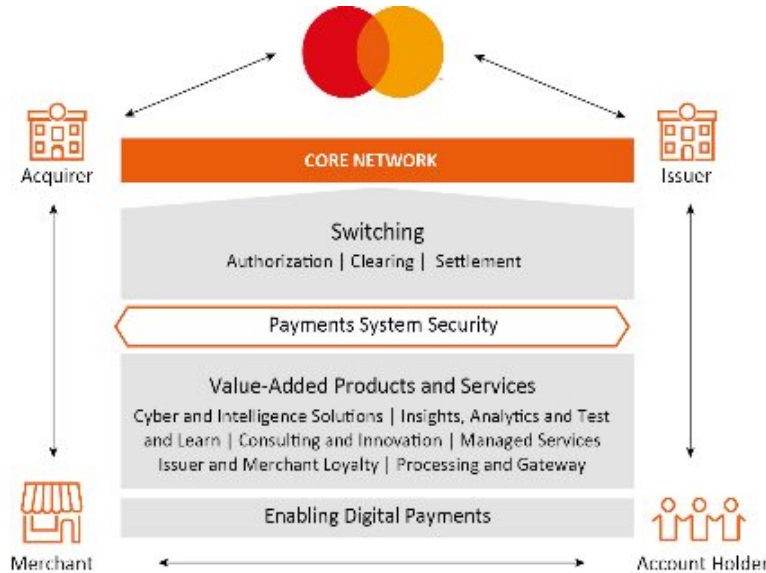 CORE NETWORK
Acquirer
Issuer
Switching
Authorization | Clearing | Settlement
Payments System Security
Value-Added Products and Services
Cyber and Intelligence Solutions | Insights, Analytics and Test
and Learn | Consulting and Innovation | Managed Services
Issuer and Merchant Loyalty | Processing and Gateway
Enabling Digital Payments
Merchant
Account Holder